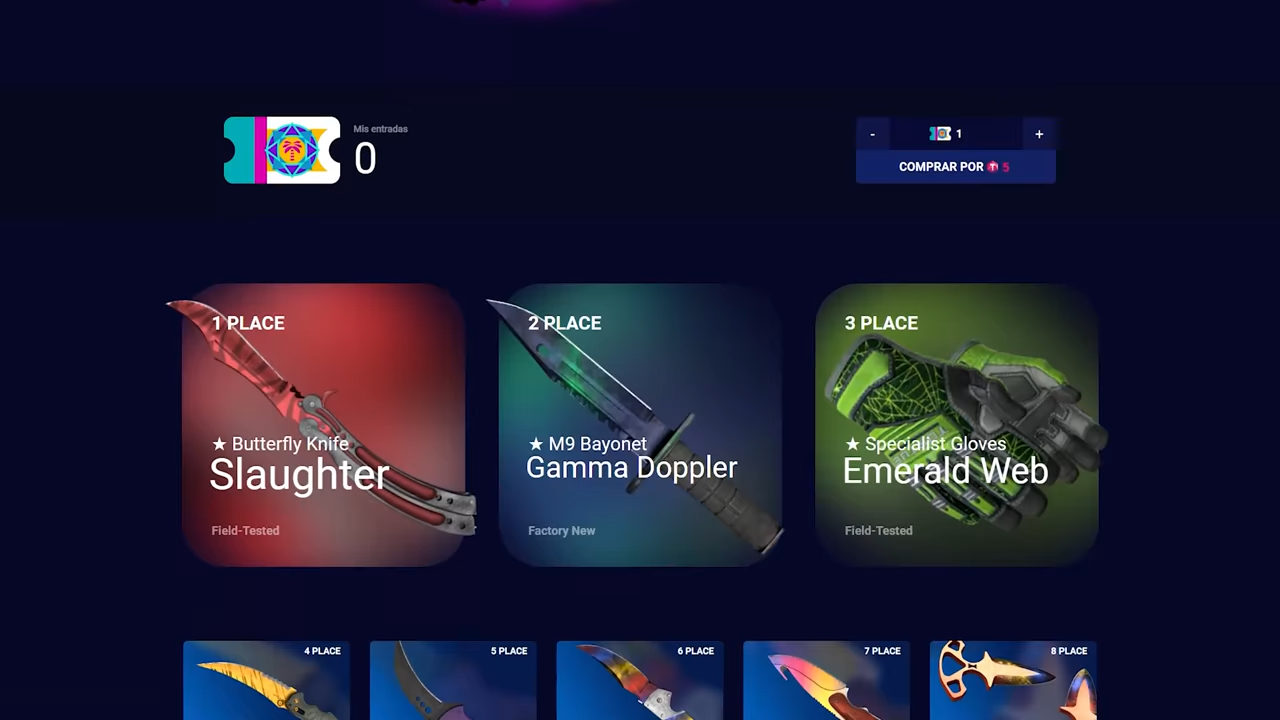 Mis entradas
0
- 1 +
COMPRAR POR 5
1 PLACE
★ Butterfly Knife
Slaughter
Field-Tested
2 PLACE
★ M9 Bayonet
Gamma Doppler
Factory New
3 PLACE
★ Specialist Gloves
Emerald Web
Field-Tested
4 PLACE
5 PLACE
6 PLACE
7 PLACE
8 PLACE